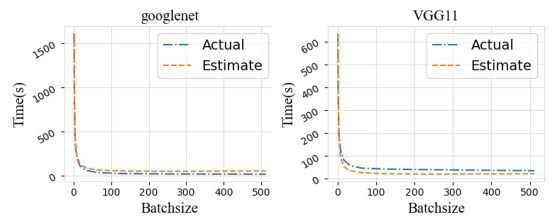 googlenet
Time(s)
1500
1000
500
0
Actual
Estimate
0 100 200 300 400 500
Batchsize
VGG11
Time(s)
600
500
400
300
200
100
0
Actual
Estimate
0 100 200 300 400 500
Batchsize